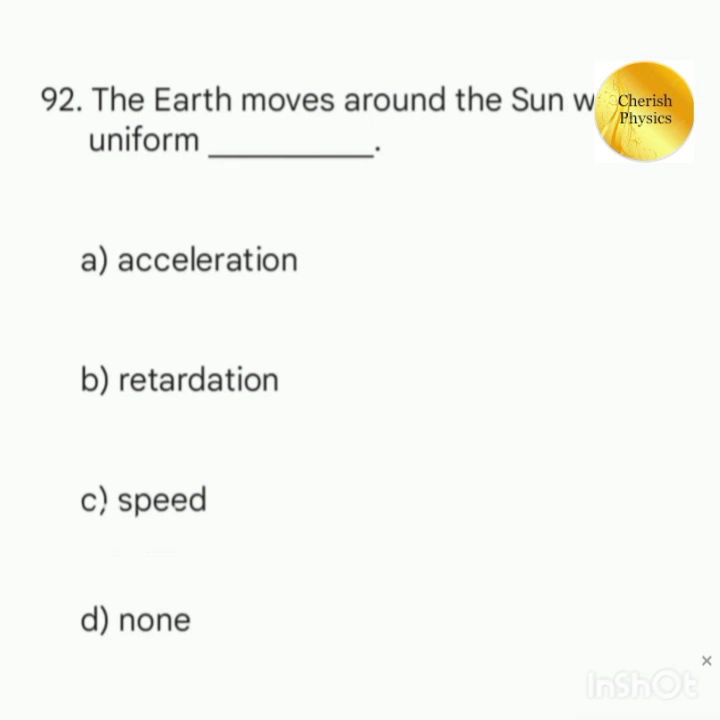 92. The Earth moves around the Sun w
Cherish
Physics
uniform __________.
a) acceleration
b) retardation
c) speed
d) none
×
InShOt